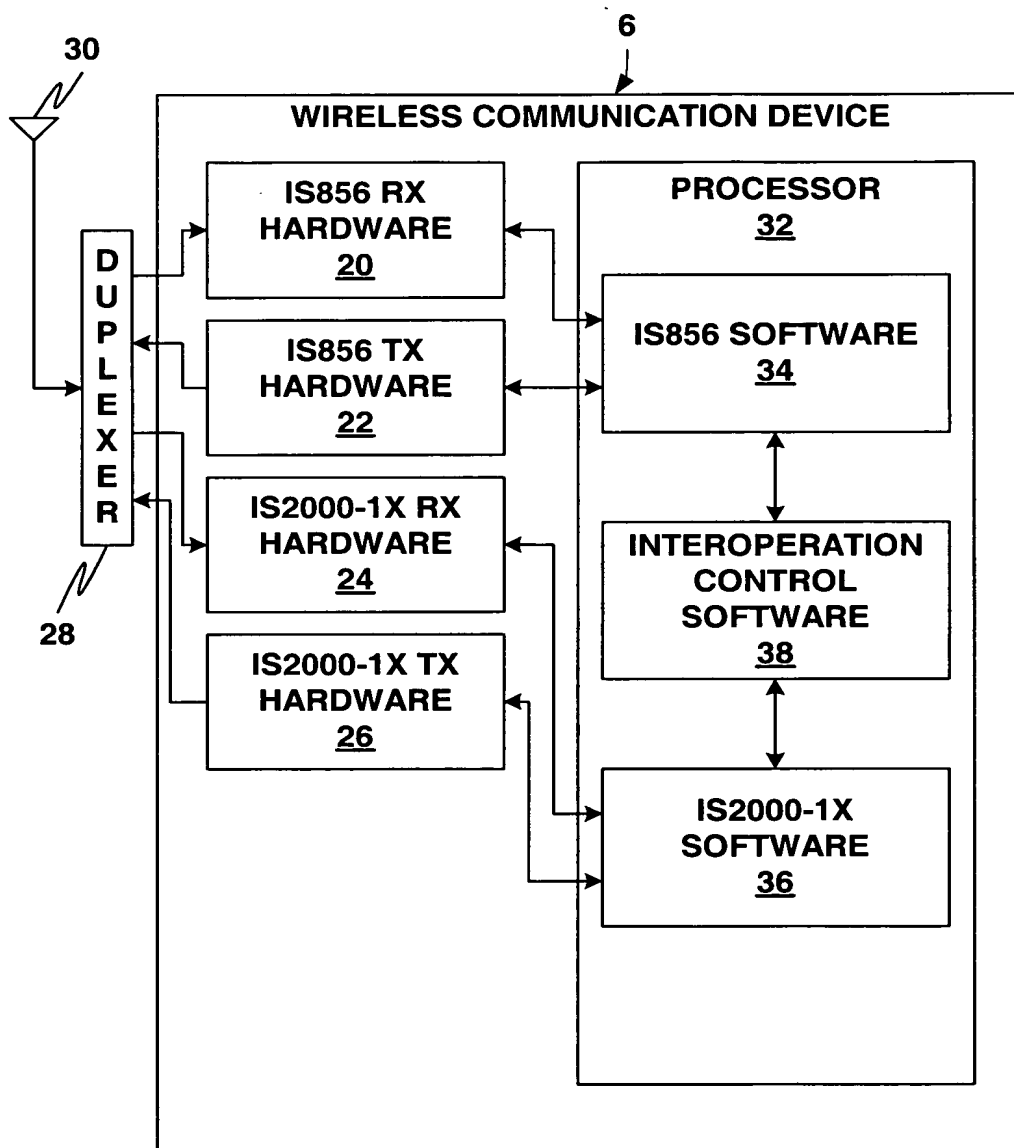 6
30
WIRELESS COMMUNICATION DEVICE
IS856 RX
HARDWARE
20
PROCESSOR
32
DUPLEXER
IS856 TX
HARDWARE
22
IS856 SOFTWARE
34
IS2000-1X RX
HARDWARE
24
INTEROPERATION
CONTROL
SOFTWARE
38
28
IS2000-1X TX
HARDWARE
26
IS2000-1X
SOFTWARE
36